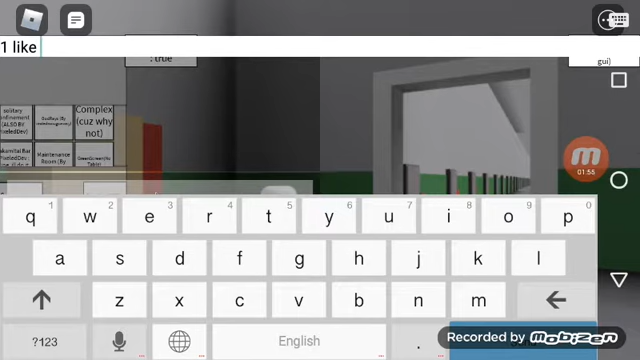 1 like
: true
gui)
solitary
Complex
(cuz why
not)
Maintenance
Room (By
01:55
q w e r t y u i o p
1 2 3 4 5 6 7 8 9 0
a s d f g h j k l
z x c v b n m
?123
English
.
Recorded by Mobizen